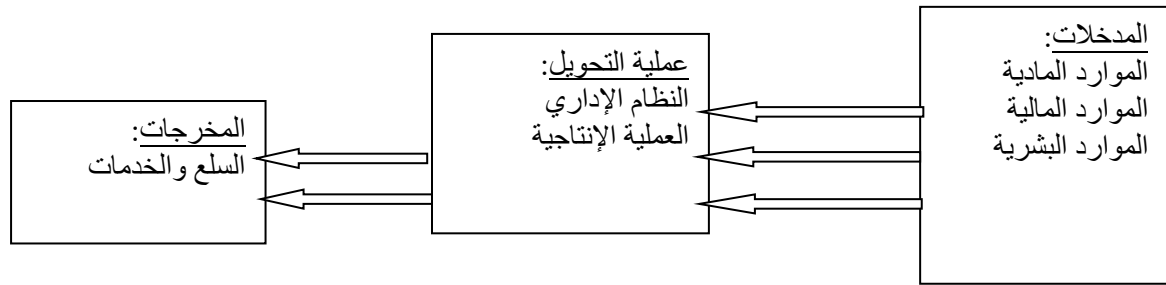 المدخلات:
الموارد المادية
الموارد المالية
الموارد البشرية
عملية التحويل:
النظام الإداري
العملية الإنتاجية
المخرجات:
السلع والخدمات